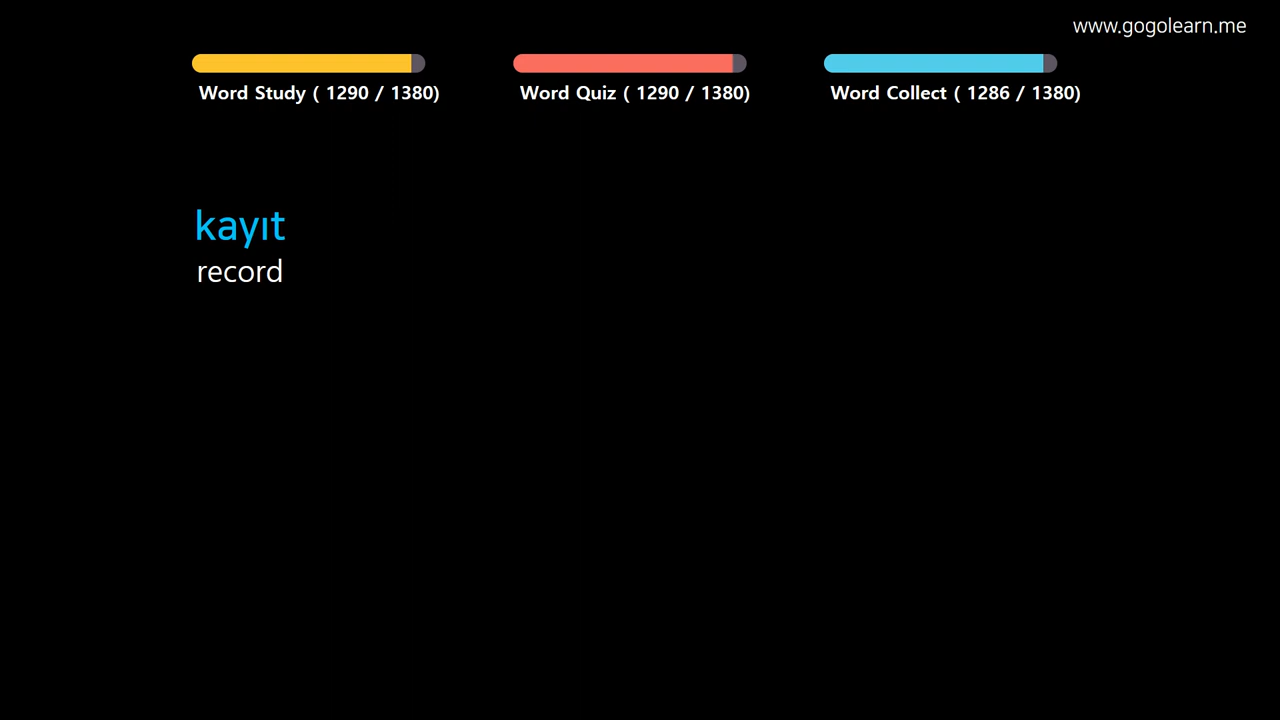 www.gogolearn.me
Word Study ( 1290 / 1380)
Word Quiz ( 1290 / 1380)
Word Collect ( 1286 / 1380)
kayıt
record